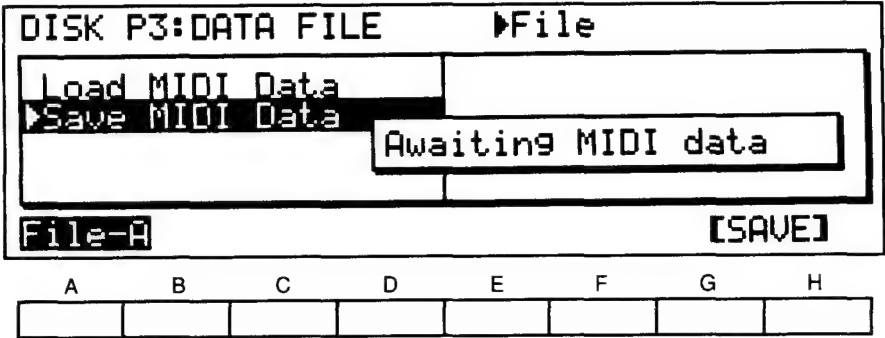 DISK P3:DATA FILE ▶File
Load MIDI Data
▶Save MIDI Data
Awaiting MIDI data
File-A [SAVE]
A B C D E F G H